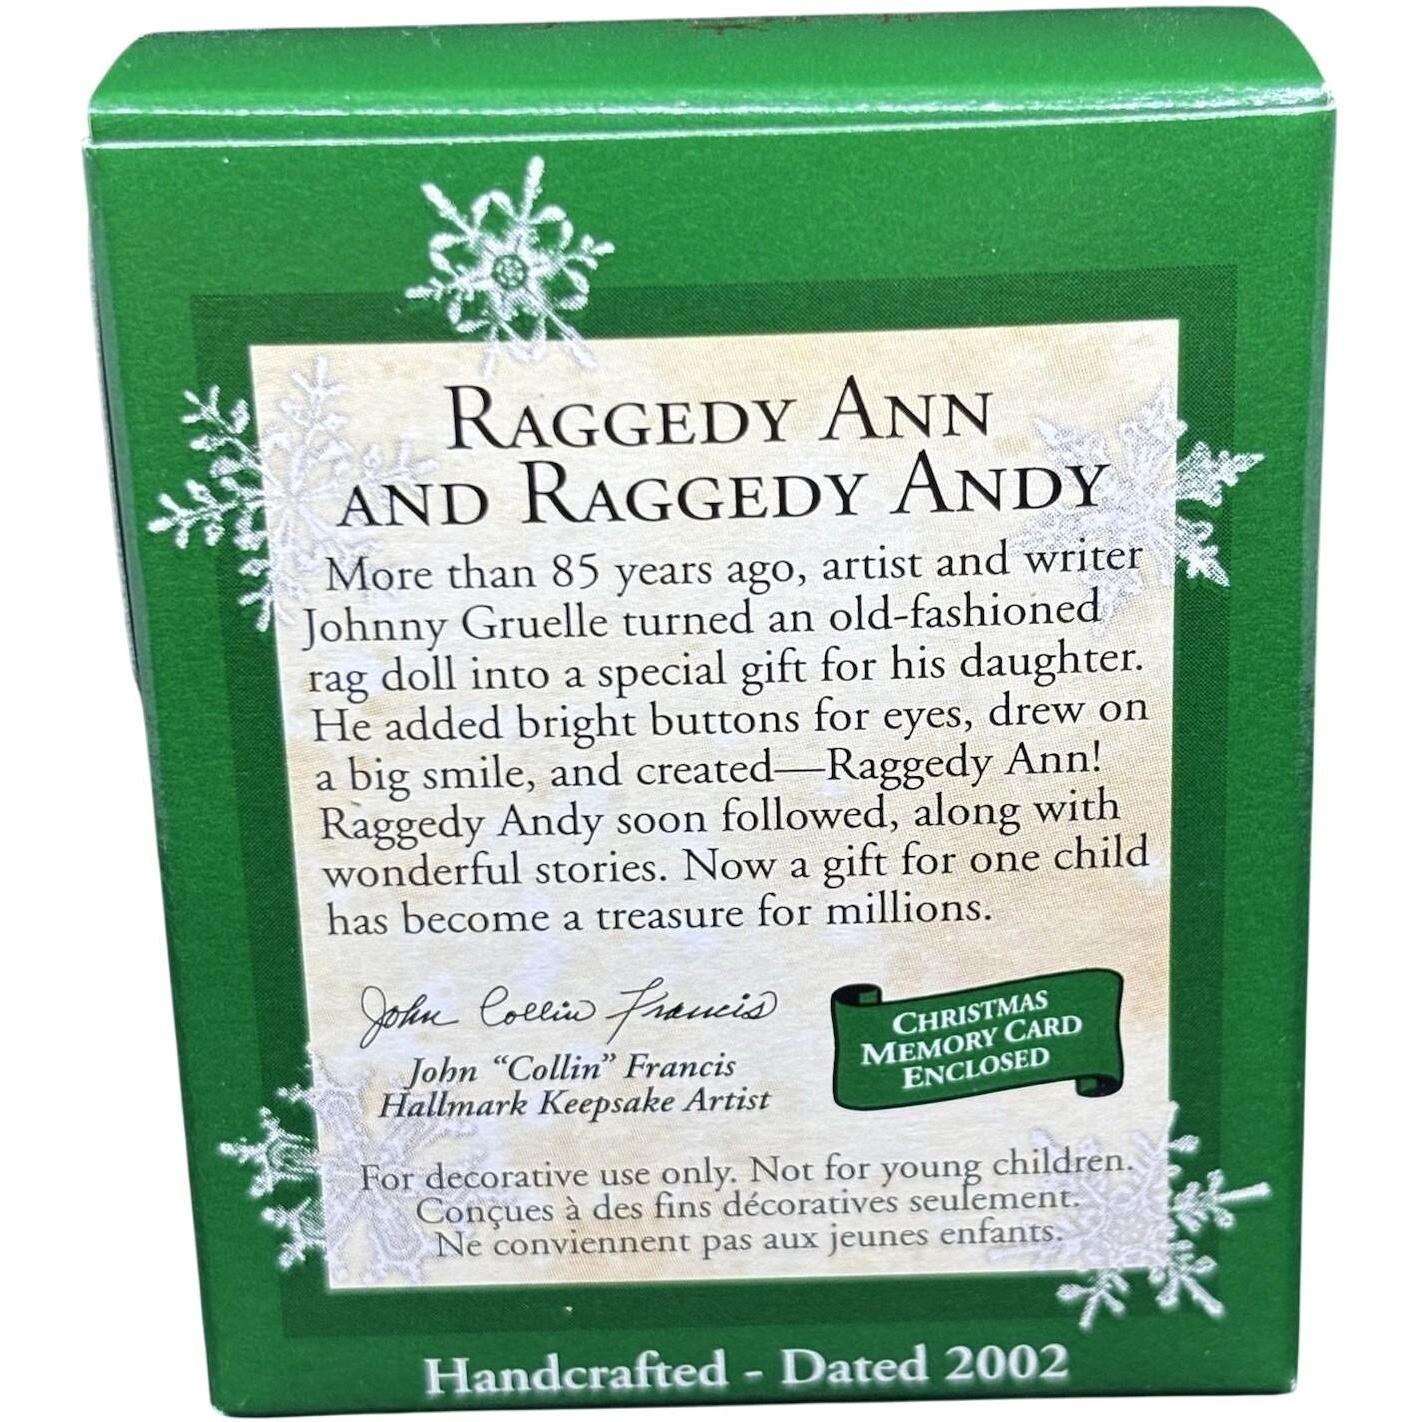 RAGGEDY ANN
AND RAGGEDY ANDY
More than 85 years ago, artist and writer
Johnny Gruelle turned an old-fashioned
rag doll into a special gift for his daughter.
He added bright buttons for eyes, drew on
a big smile, and created—Raggedy Ann!
Raggedy Andy soon followed, along with
wonderful stories. Now a gift for one child
has become a treasure for millions.
John Collin Francis
John “Collin” Francis
Hallmark Keepsake Artist
CHRISTMAS
MEMORY CARD
ENCLOSED
For decorative use only. Not for young children.
Conçues à des fins décoratives seulement.
Ne conviennent pas aux jeunes enfants.
Handcrafted - Dated 2002